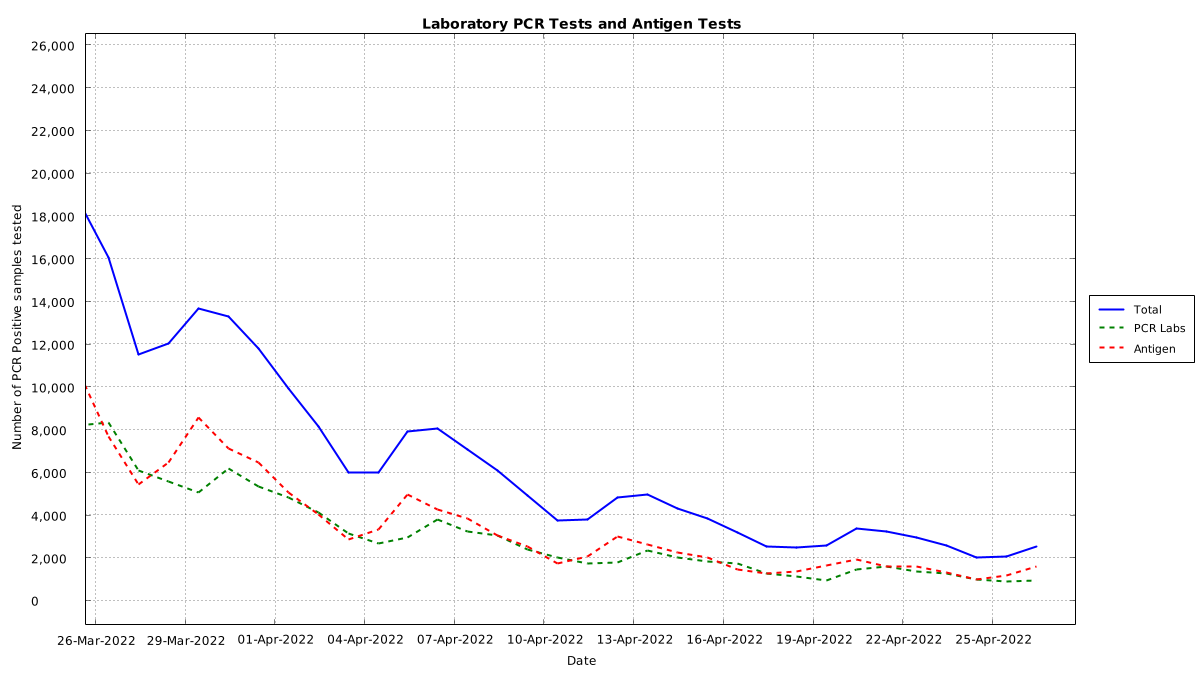 Laboratory PCR Tests and Antigen Tests
Number of PCR Positive samples tested
26,000
24,000
22,000
20,000
18,000
16,000
14,000
12,000
10,000
8,000
6,000
4,000
2,000
0
Total
PCR Labs
Antigen
26-Mar-2022 29-Mar-2022 01-Apr-2022 04-Apr-2022 07-Apr-2022 10-Apr-2022 13-Apr-2022 16-Apr-2022 19-Apr-2022 22-Apr-2022 25-Apr-2022
Date